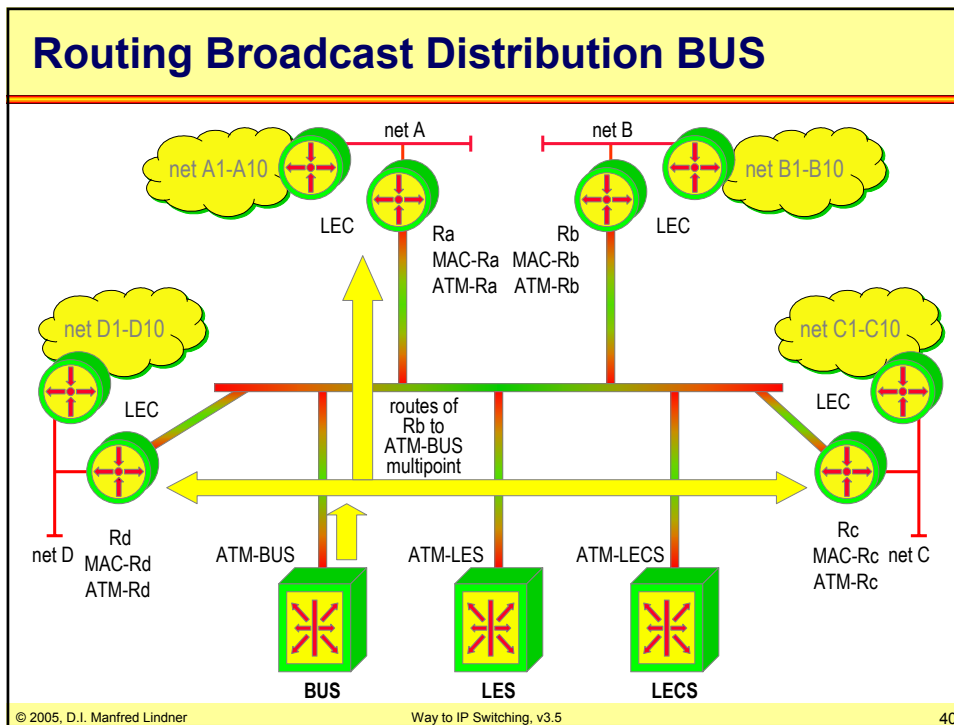 Routing Broadcast Distribution BUS
net A
net B
net A1-A10
net B1-B10
LEC
LEC
Ra
MAC-Ra
ATM-Ra
Rb
MAC-Rb
ATM-Rb
net D1-D10
net C1-C10
LEC
LEC
routes of
Rb to
ATM-BUS
multipoint
net D
Rd
MAC-Rd
ATM-Rd
ATM-BUS
ATM-LES
ATM-LECS
Rc
MAC-Rc
ATM-Rc
net C
BUS
LES
LECS
© 2005, D.I. Manfred Lindner
Way to IP Switching, v3.5
40